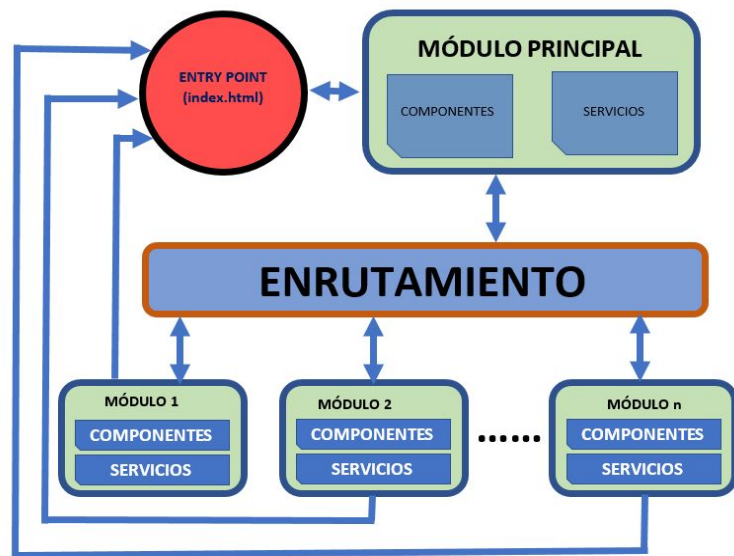 ENTRY POINT
(index.html)
MÓDULO PRINCIPAL
COMPONENTES
SERVICIOS
ENRUTAMIENTO
MÓDULO 1
COMPONENTES
SERVICIOS
MÓDULO 2
COMPONENTES
SERVICIOS
.......
MÓDULO n
COMPONENTES
SERVICIOS